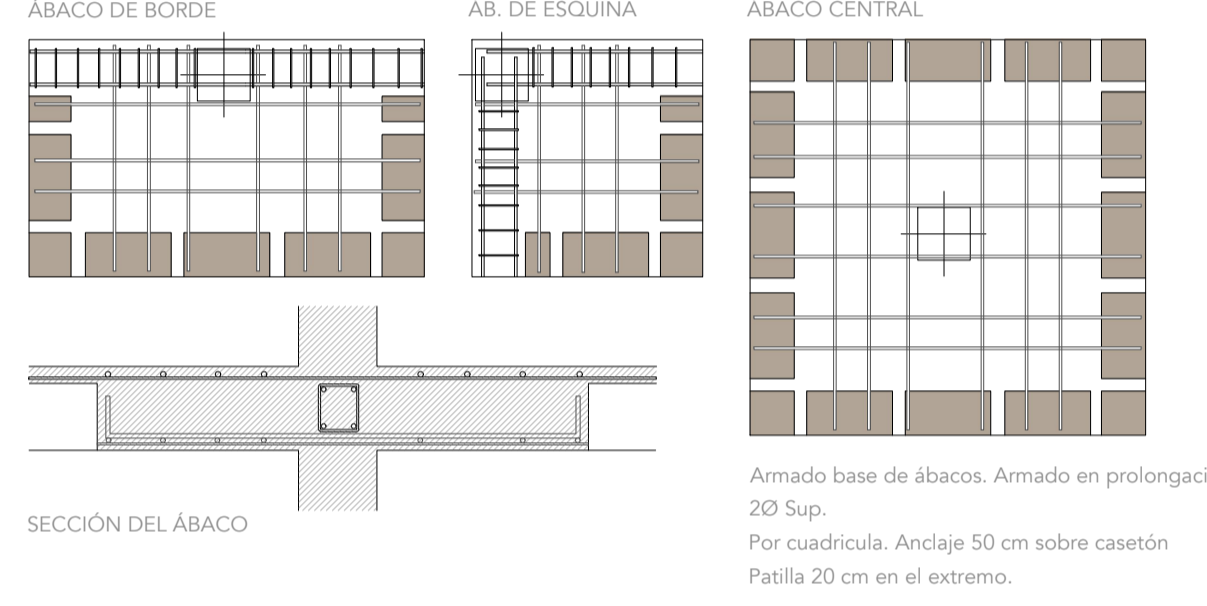 ÁBACO DE BORDE
AB. DE ESQUINA
ÁBACO CENTRAL
SECCIÓN DEL ÁBACO
Armado base de ábacos. Armado en prolongaci
2Ø Sup.
Por cuadricula. Anclaje 50 cm sobre casetón
Patilla 20 cm en el extremo.